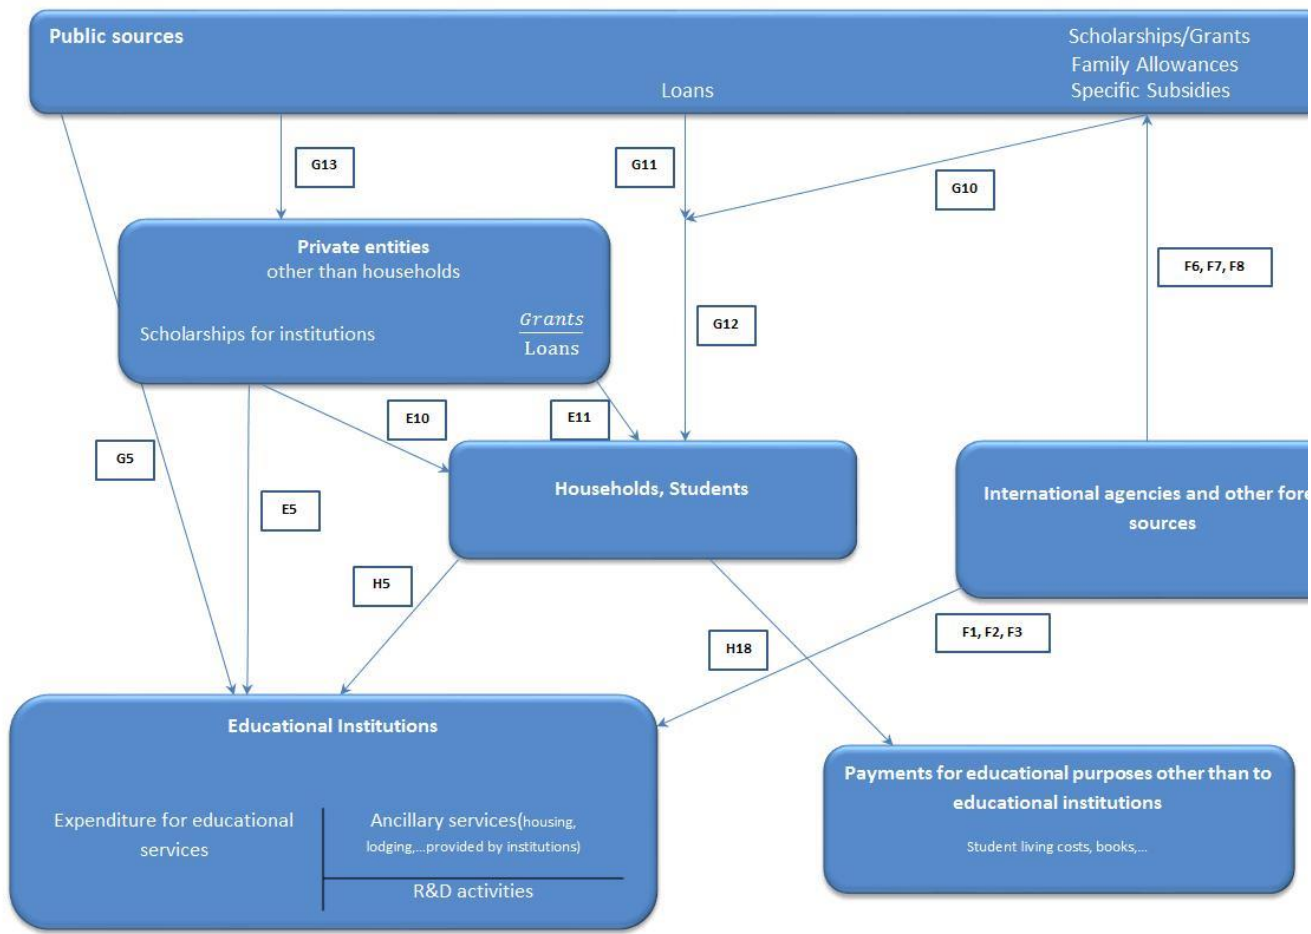 Public sources
Scholarships/Grants
Family Allowances
Loans
Specific Subsidies
G13
G11
G10
Private entities
other than households
F6, F7, F8
Scholarships for institutions
Grants
Loans
G12
E10
E11
G5
E5
Households, Students
International agencies and other fore
sources
H5
H18
F1, F2, F3
Educational Institutions
Expenditure for educational
services
Ancillary services(housing,
lodging,...provided by institutions)
R&D activities
Payments for educational purposes other than to
educational institutions
Student living costs, books,...